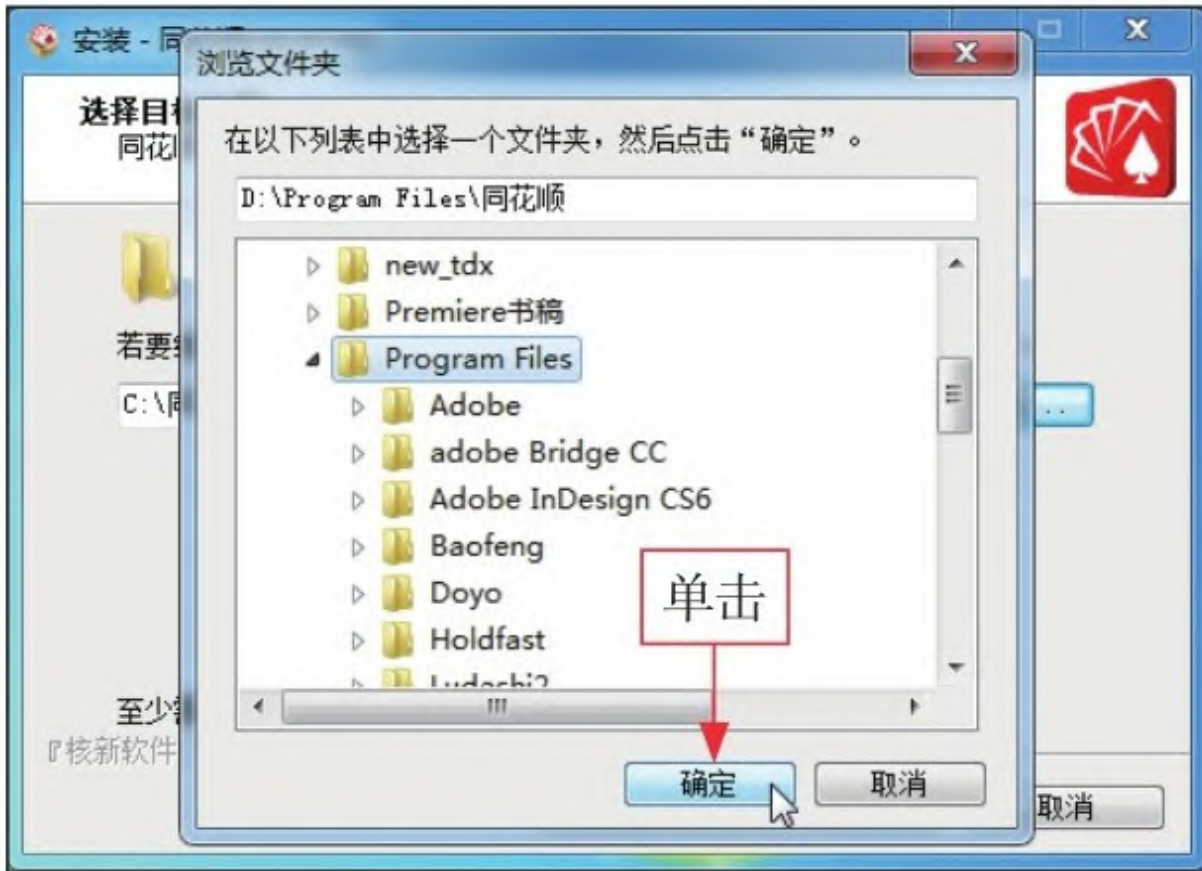 安装 - 同
浏览文件夹
选择目
同花
在以下列表中选择一个文件夹，然后点击“确定”。
D:\Program Files\同花顺
new_tdx
Premiere书稿
若要
Program Files
C:\同
Adobe
..
adobe Bridge CC
Adobe InDesign CS6
Baofeng
Doyo
单击
Holdfast
Ludashi2
至少
『核新软件
确定
取消
取消